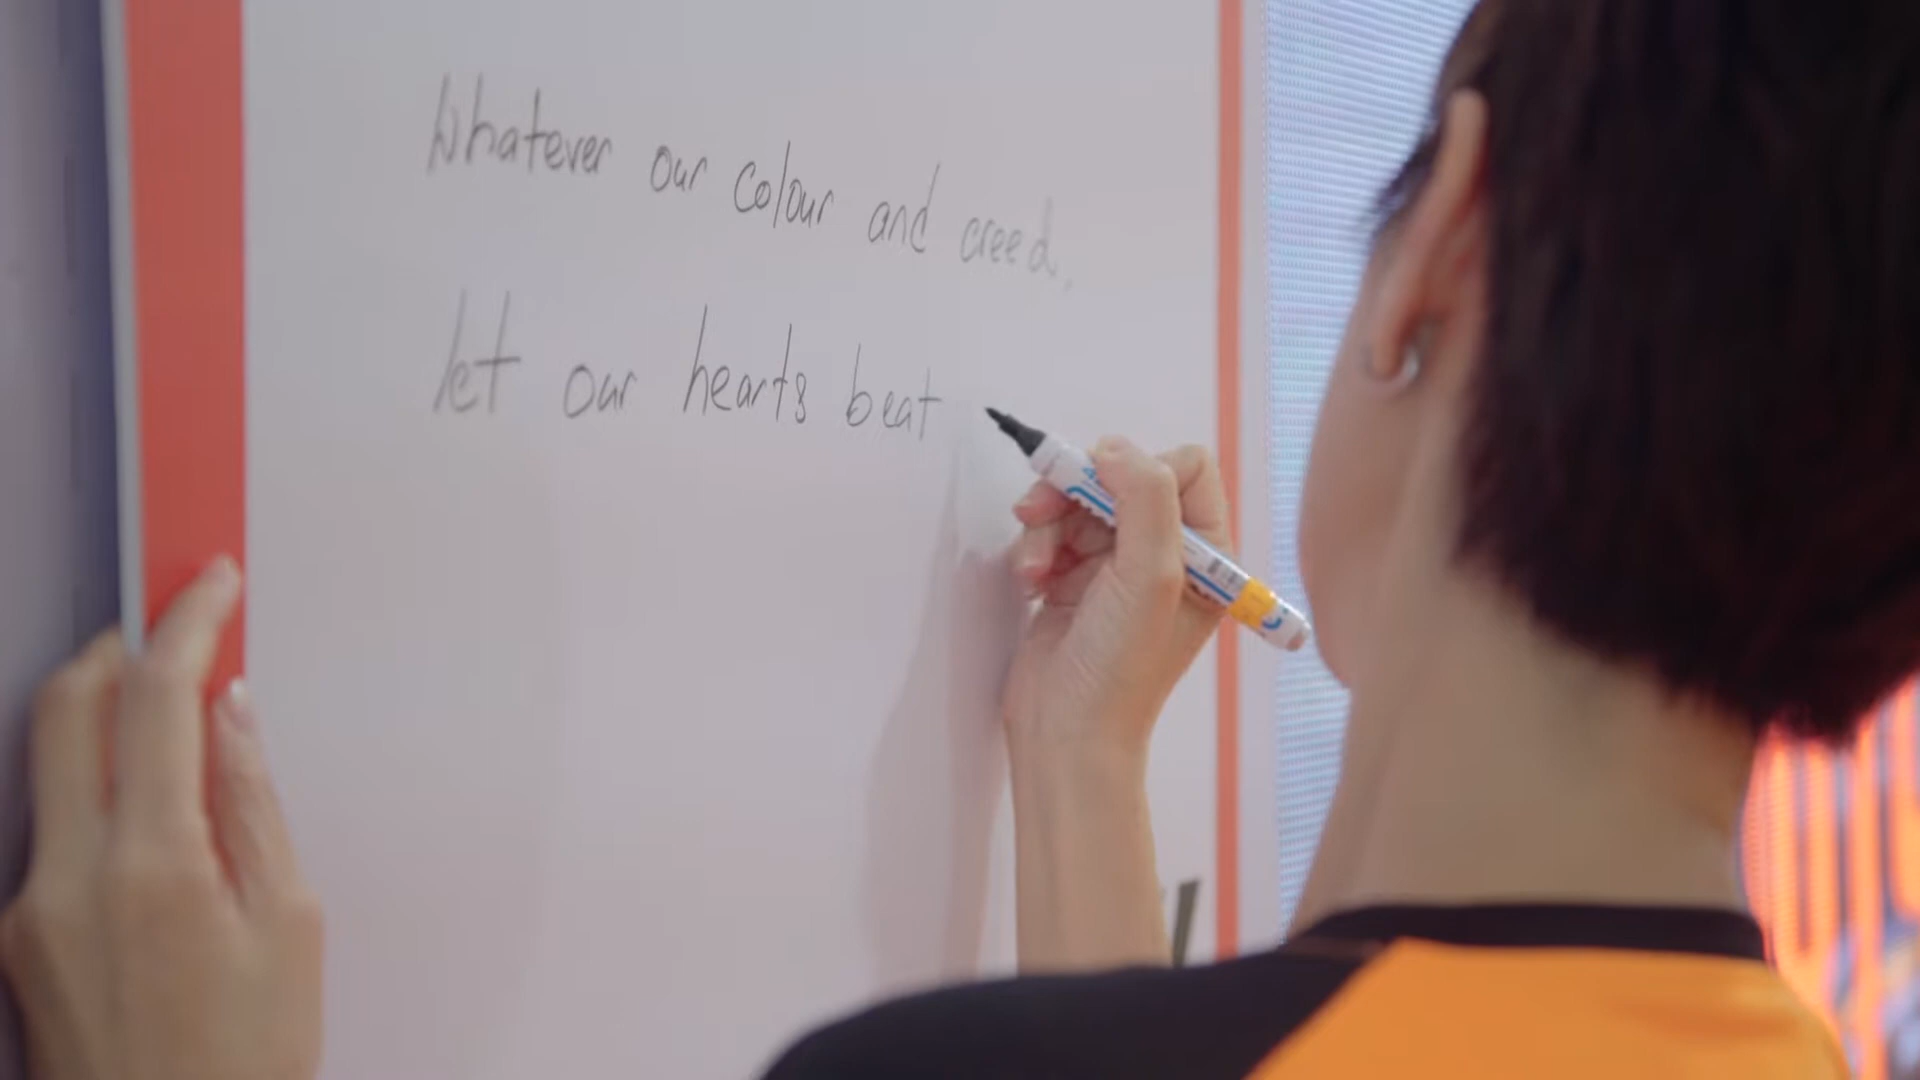 Whatever our colour and creed,
let our hearts beat